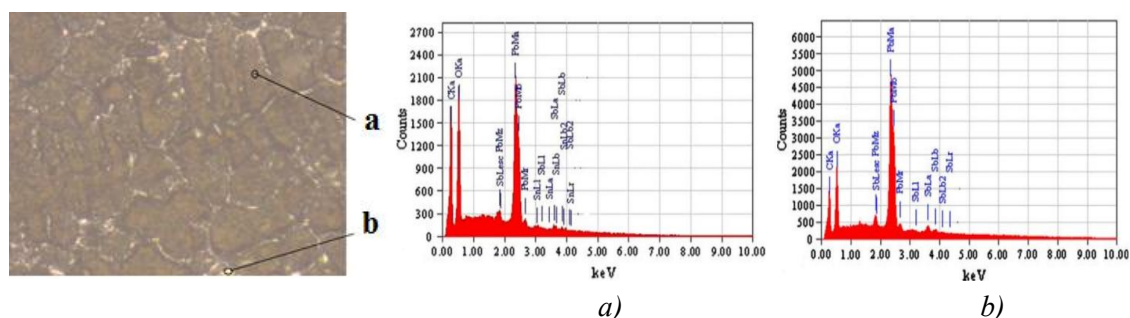 a
b
2700
2400
2100
1800
1500
1200
900
600
300
0
Counts
CKa
OKa
SbLesc PbMz
PbMa
PbMb
PbMr
SnLl
SbLl
SnLa
SbLa
SnLb
SbLb
SnLb2
SbLb2
SnLr
0.00 1.00 2.00 3.00 4.00 5.00 6.00 7.00 8.00 9.00 10.00
keV
a)
6000
5500
5000
4500
4000
3500
3000
2500
2000
1500
1000
500
0
Counts
CKa
OKa
SbLesc PbMz
PbMa
PbMb
PbMr
SbLl
SbLa
SbLb
SbLb2
SbLr
0.00 1.00 2.00 3.00 4.00 5.00 6.00 7.00 8.00 9.00 10.00
keV
b)